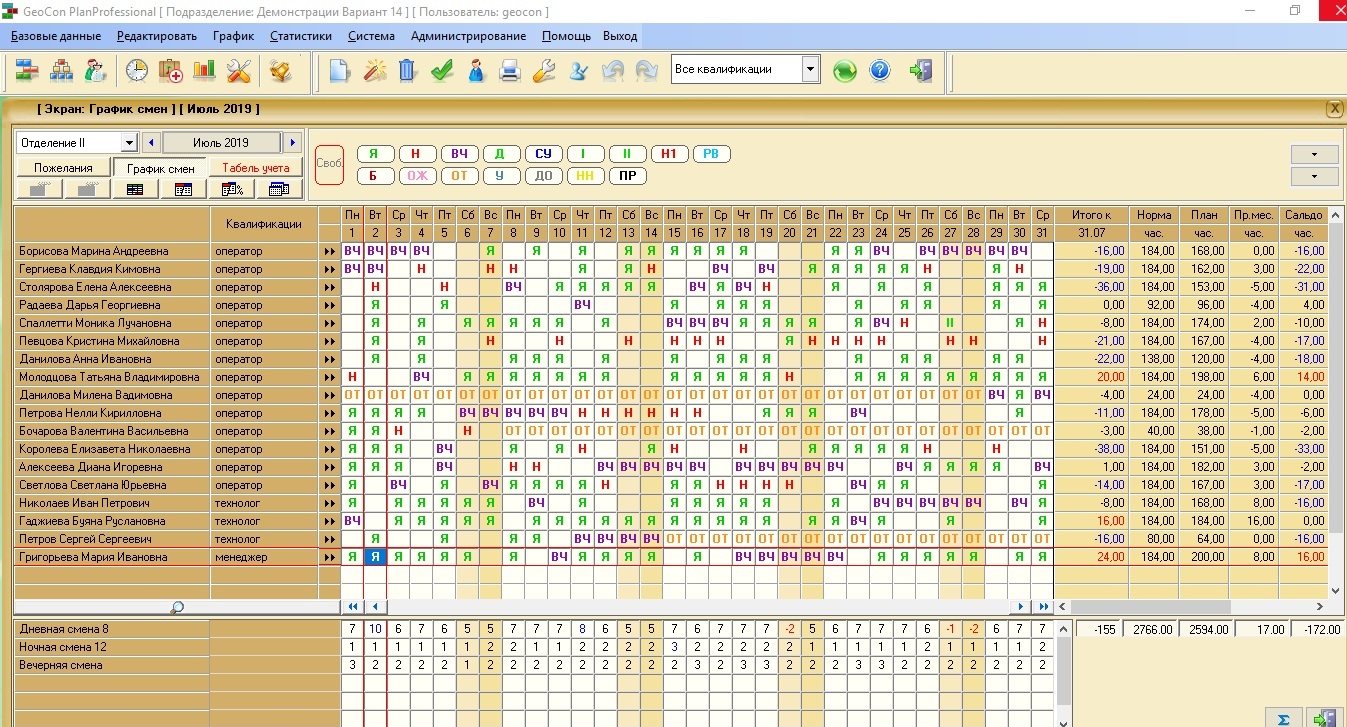 GeoCon PlanProfessional [ Подразделение: Демонстрации Вариант 14 ] [ Пользователь: geocon ]
Базовые данные Редактировать График Статистики Система Администрирование Помощь Выход
Все квалификации
[ Экран: График смен ] [ Июль 2019 ]
Отделение II Июль 2019
Пожелания График смен Табель учета
Своб.
Я Н ВЧ Д СУ I II Н1 РВ
Б ОЖ ОТ У ДО НН ПР
Квалификации
Пн Вт Ср Чт Пт Сб Вс Пн Вт Ср Чт Пт Сб Вс Пн Вт Ср Чт Пт Сб Вс Пн Вт Ср Чт Пт Сб Вс Пн Вт Ср Итого к Норма План Пр.мес. Сальдо
1 2 3 4 5 6 7 8 9 10 11 12 13 14 15 16 17 18 19 20 21 22 23 24 25 26 27 28 29 30 31 31.07 час. час. час. час.
Борисова Марина Андреевна оператор ВЧ ВЧ ВЧ ВЧ Я Я Я Я Я Я Я Я Я Я Я ВЧ ВЧ ВЧ ВЧ ВЧ ВЧ -16,00 184,00 168,00 0,00 -16,00
Гергиева Клавдия Кимовна оператор ВЧ ВЧ Н Н Н Я Я Н ВЧ ВЧ Я Я Я Я Я Н Я Н -19,00 184,00 162,00 3,00 -22,00
Столярова Елена Алексеевна оператор Н Н ВЧ Я Я Я Я Я ВЧ Я ВЧ Н Я Я Я Я Я Я Я -36,00 184,00 153,00 -5,00 -31,00
Радаева Дарья Георгиевна оператор Я Я ВЧ Я Я Я Я Я Я Я Я 0,00 92,00 96,00 -4,00 4,00
Спаллетти Моника Лучановна оператор Я Я Я Я Я Я Я Я Я ВЧ ВЧ ВЧ Я Я Я Я Я ВЧ Н II Я Н -8,00 184,00 174,00 2,00 -10,00
Певцова Кристина Михайловна оператор Я Я Н Н Н Н Н Н Я Н Н Н Н Н Н Н Н -21,00 184,00 167,00 -4,00 -17,00
Данилова Анна Ивановна оператор Я Я Я Я Я Я Я Я Я Я Я Я Я Я -22,00 138,00 120,00 -4,00 -18,00
Молодцова Татьяна Владимировна оператор Н ВЧ Я Я Я Я Я Я Я Я Я Я Я Я Н Я Я Я Я Я Я Я Я Я 20,00 184,00 198,00 6,00 14,00
Данилова Милена Вадимовна оператор ОТ ОТ ОТ ОТ ОТ ОТ ОТ ОТ ОТ ОТ ОТ ОТ ОТ ОТ ОТ ОТ ОТ ОТ ОТ ОТ ОТ ОТ ОТ ОТ ОТ ОТ ОТ ОТ ВЧ Я ВЧ -4,00 24,00 24,00 -4,00 0,00
Петрова Нелли Кирилловна оператор Я Я Я Я ВЧ ВЧ ВЧ ВЧ ВЧ Н Н Н Н Н Н Я Я Я ВЧ Я -11,00 184,00 178,00 -5,00 -6,00
Бочарова Валентина Васильевна оператор Я Я Н Н ОТ ОТ ОТ ОТ ОТ ОТ ОТ ОТ ОТ ОТ ОТ ОТ ОТ ОТ ОТ ОТ ОТ ОТ ОТ ОТ ОТ ОТ ОТ ОТ -3,00 40,00 38,00 -1,00 -2,00
Королева Елизавета Николаевна оператор Я Я Я ВЧ Я Я Н Я Н Я Н Я Я Я Я Я Н Н -38,00 184,00 151,00 -5,00 -33,00
Алексеева Диана Игоревна оператор Я Я Я ВЧ Н Н ВЧ ВЧ ВЧ ВЧ ВЧ ВЧ ВЧ ВЧ ВЧ ВЧ ВЧ Я Я Я Я ВЧ 1,00 184,00 182,00 3,00 -2,00
Светлова Светлана Юрьевна оператор Я Я ВЧ Я ВЧ Я Я Я Я Н Я Я Н Н Н Н ВЧ Я Я Я Я Я -14,00 184,00 167,00 3,00 -17,00
Николаев Иван Петрович технолог Я Я Я Я Я Я Я ВЧ Я Я Я Я Я Я ВЧ ВЧ ВЧ ВЧ ВЧ ВЧ Я -8,00 184,00 168,00 8,00 -16,00
Гаджиева Буяна Руслановна технолог ВЧ Я Я Я Я Я Я Я Я Я Я Я Я Я Я Я Я Я Я Я ВЧ Я Я Я 16,00 184,00 184,00 16,00 0,00
Петров Сергей Сергеевич технолог Я Я Я Я ВЧ ВЧ ВЧ ВЧ ОТ ОТ ОТ ОТ ОТ ОТ ОТ ОТ ОТ ОТ ОТ ОТ ОТ ОТ ОТ ОТ ОТ -16,00 80,00 64,00 0,00 -16,00
Григорьева Мария Ивановна менеджер Я Я Я Я Я Я Я Я ВЧ Я Я Я Я ВЧ ВЧ ВЧ ВЧ ВЧ Я Я Я Я Я Я 24,00 184,00 200,00 8,00 16,00
Дневная смена 8 7 10 6 7 6 5 5 7 7 7 8 6 5 5 7 6 7 7 7 -2 5 6 7 7 7 6 -1 -2 6 7 7 -155 2766.00 2594.00 17.00 -172.00
Ночная смена 12 1 1 1 1 1 1 2 2 1 1 1 1 1 2 3 2 2 1 1 2 1 1 1 1 1 2 1 1 1 1 2
Вечерняя смена 3 2 2 2 1 2 2 2 2 2 2 2 2 2 2 2 3 2 3 3 2 2 2 3 3 2 2 2 2 2 2
Σ